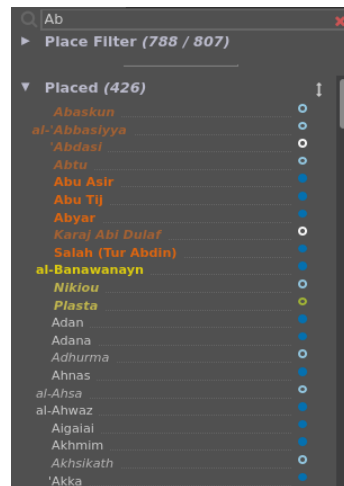 Ab
Place Filter (788 / 807)
Placed (426)
Abaskun
al-'Abbasiyya
'Abdasi
Abtu
Abu Asir
Abu Tij
Abyar
Karaj Abi Dulaf
Salah (Tur Abdin)
al-Banawanayn
Nikiou
Plasta
Adan
Adana
Adhurma
Ahnas
al-Ahsa
al-Ahwaz
Aigaiai
Akhmim
Akhsikath
'Akka